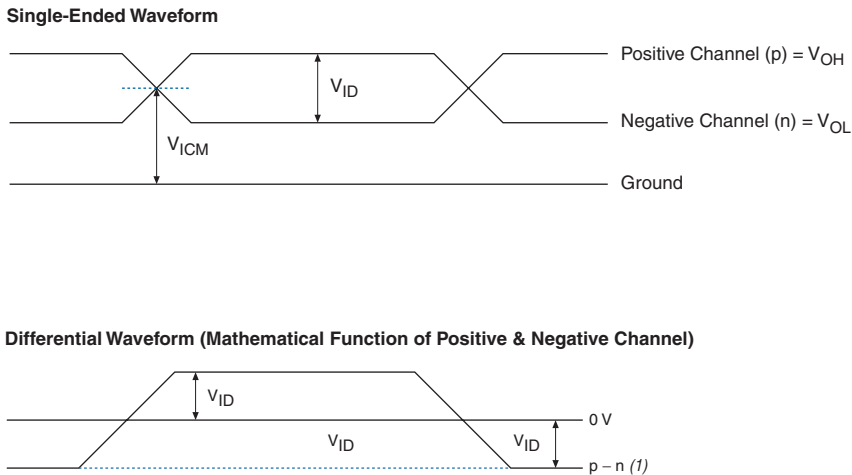 Single-Ended Waveform
Positive Channel (p) = VOH
VID
Negative Channel (n) = VOL
VICM
Ground
Differential Waveform (Mathematical Function of Positive & Negative Channel)
VID
0 V
VID
VID
p − n (1)